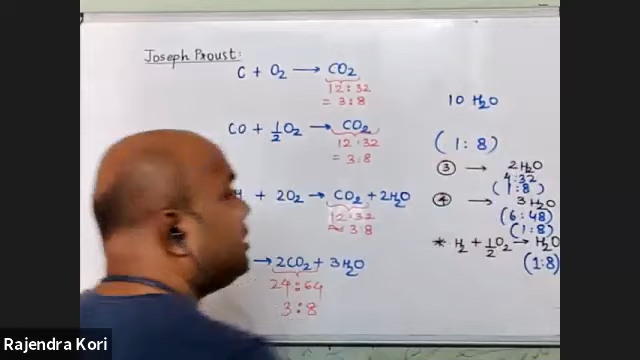 Joseph Proust:
C + O₂ → CO₂
12:32
= 3:8
CO + ½O₂ → CO₂
12:32
= 3:8
+ 2O₂ → CO₂ + 2H₂O
12:32
≈ 3:8
→ 2CO₂ + 3H₂O
24:64
3:8
10 H₂O
(1:8)
③ → 2H₂O
4:32
(1:8)
④ → 3H₂O
(6:48)
(1:8)
* H₂ + ½O₂ → H₂O
(1:8)
Rajendra Kori